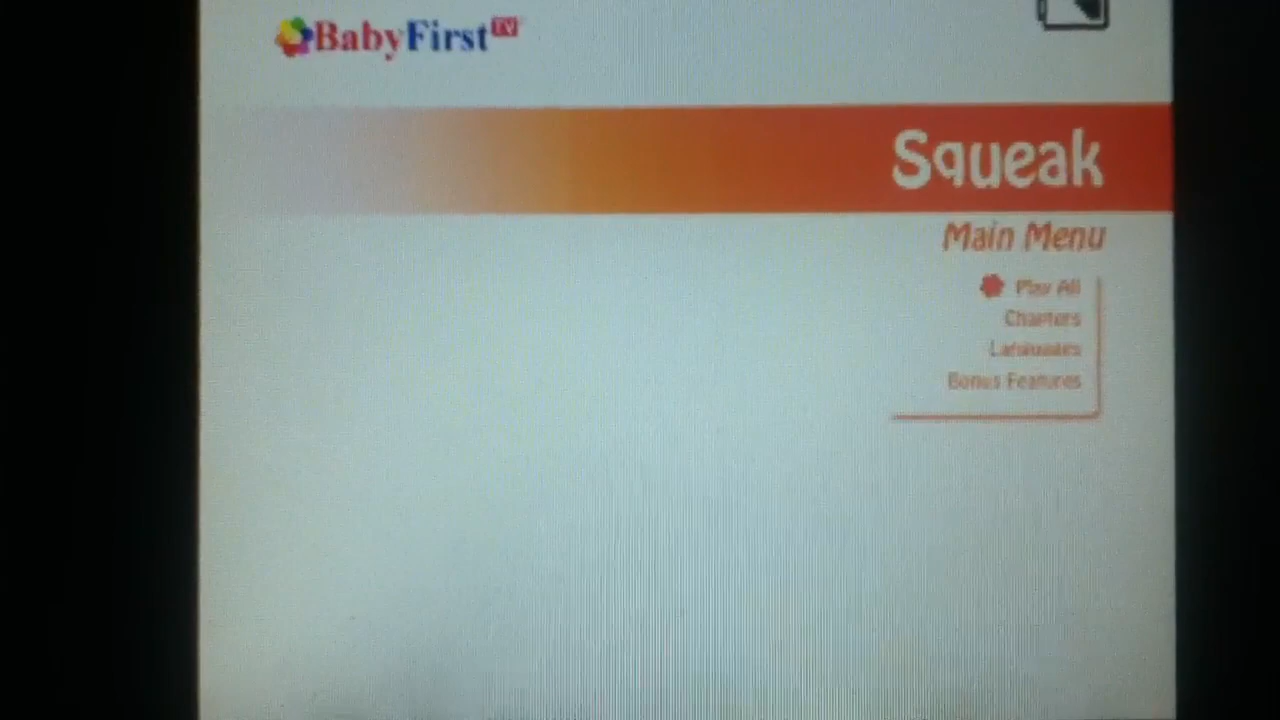 BabyFirst TV
Squeak
Main Menu
Play All
Chapters
Languages
Bonus Features